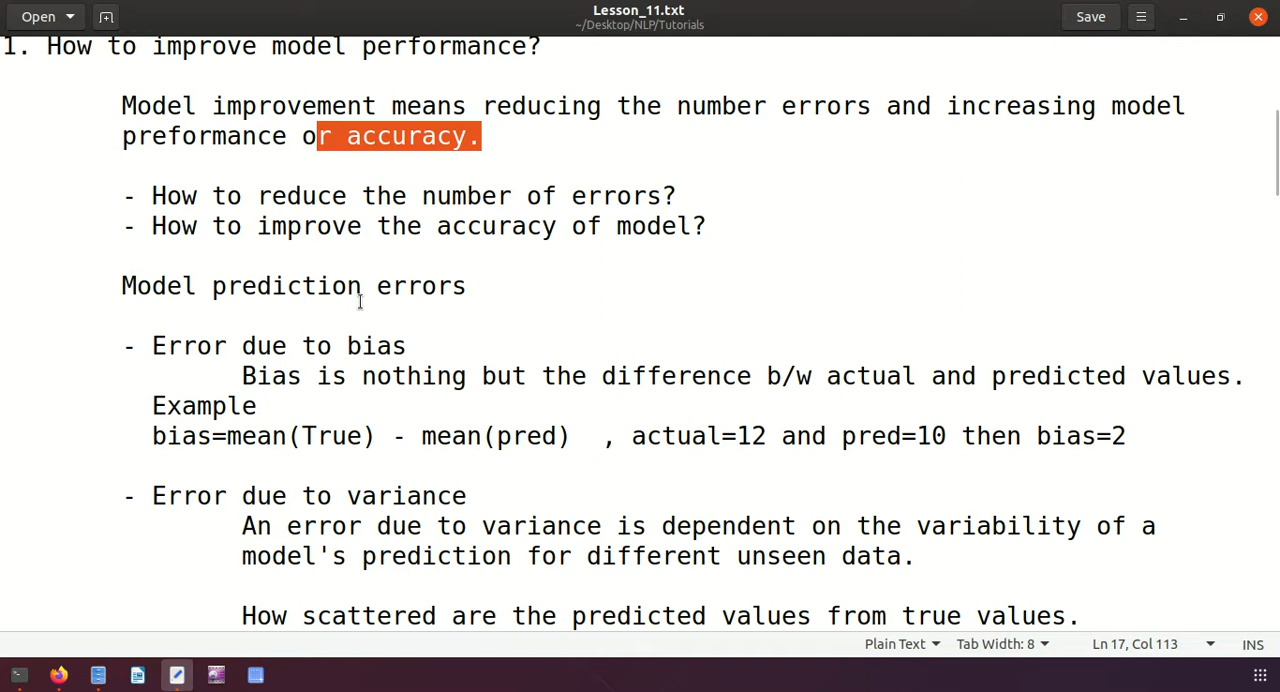 Open
Lesson_11.txt
~/Desktop/NLP/Tutorials
Save
1. How to improve model performance?
Model improvement means reducing the number errors and increasing model
preformance or accuracy.
- How to reduce the number of errors?
- How to improve the accuracy of model?
Model prediction errors
- Error due to bias
Bias is nothing but the difference b/w actual and predicted values.
Example
bias=mean(True) - mean(pred) , actual=12 and pred=10 then bias=2
- Error due to variance
An error due to variance is dependent on the variability of a
model's prediction for different unseen data.
How scattered are the predicted values from true values.
Plain Text Tab Width: 8 Ln 17, Col 113 INS